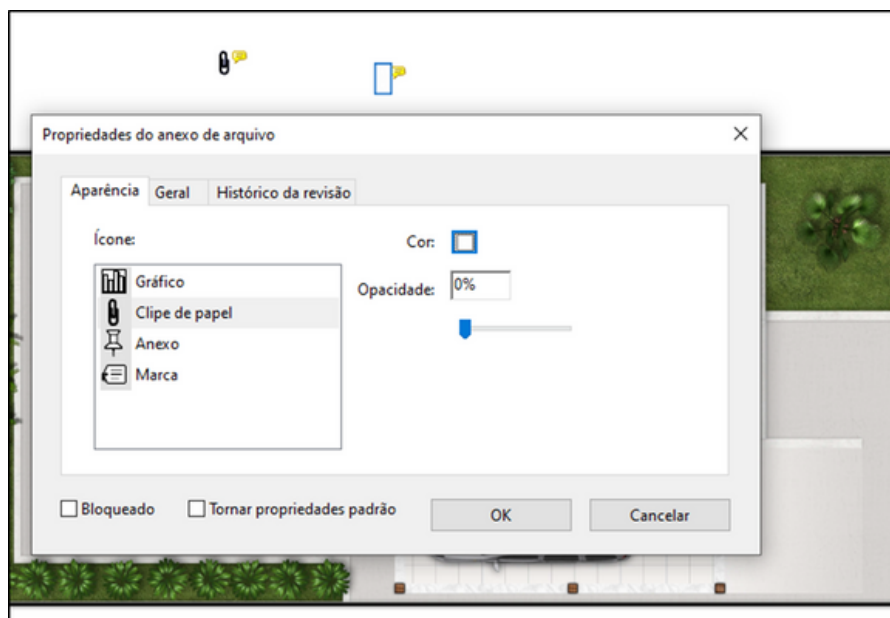 Propriedades do anexo de arquivo
Aparência Geral Histórico da revisão
Ícone:
Cor:
Gráfico
Opacidade: 0%
Clipe de papel
Anexo
Marca
Bloqueado Tornar propriedades padrão OK Cancelar